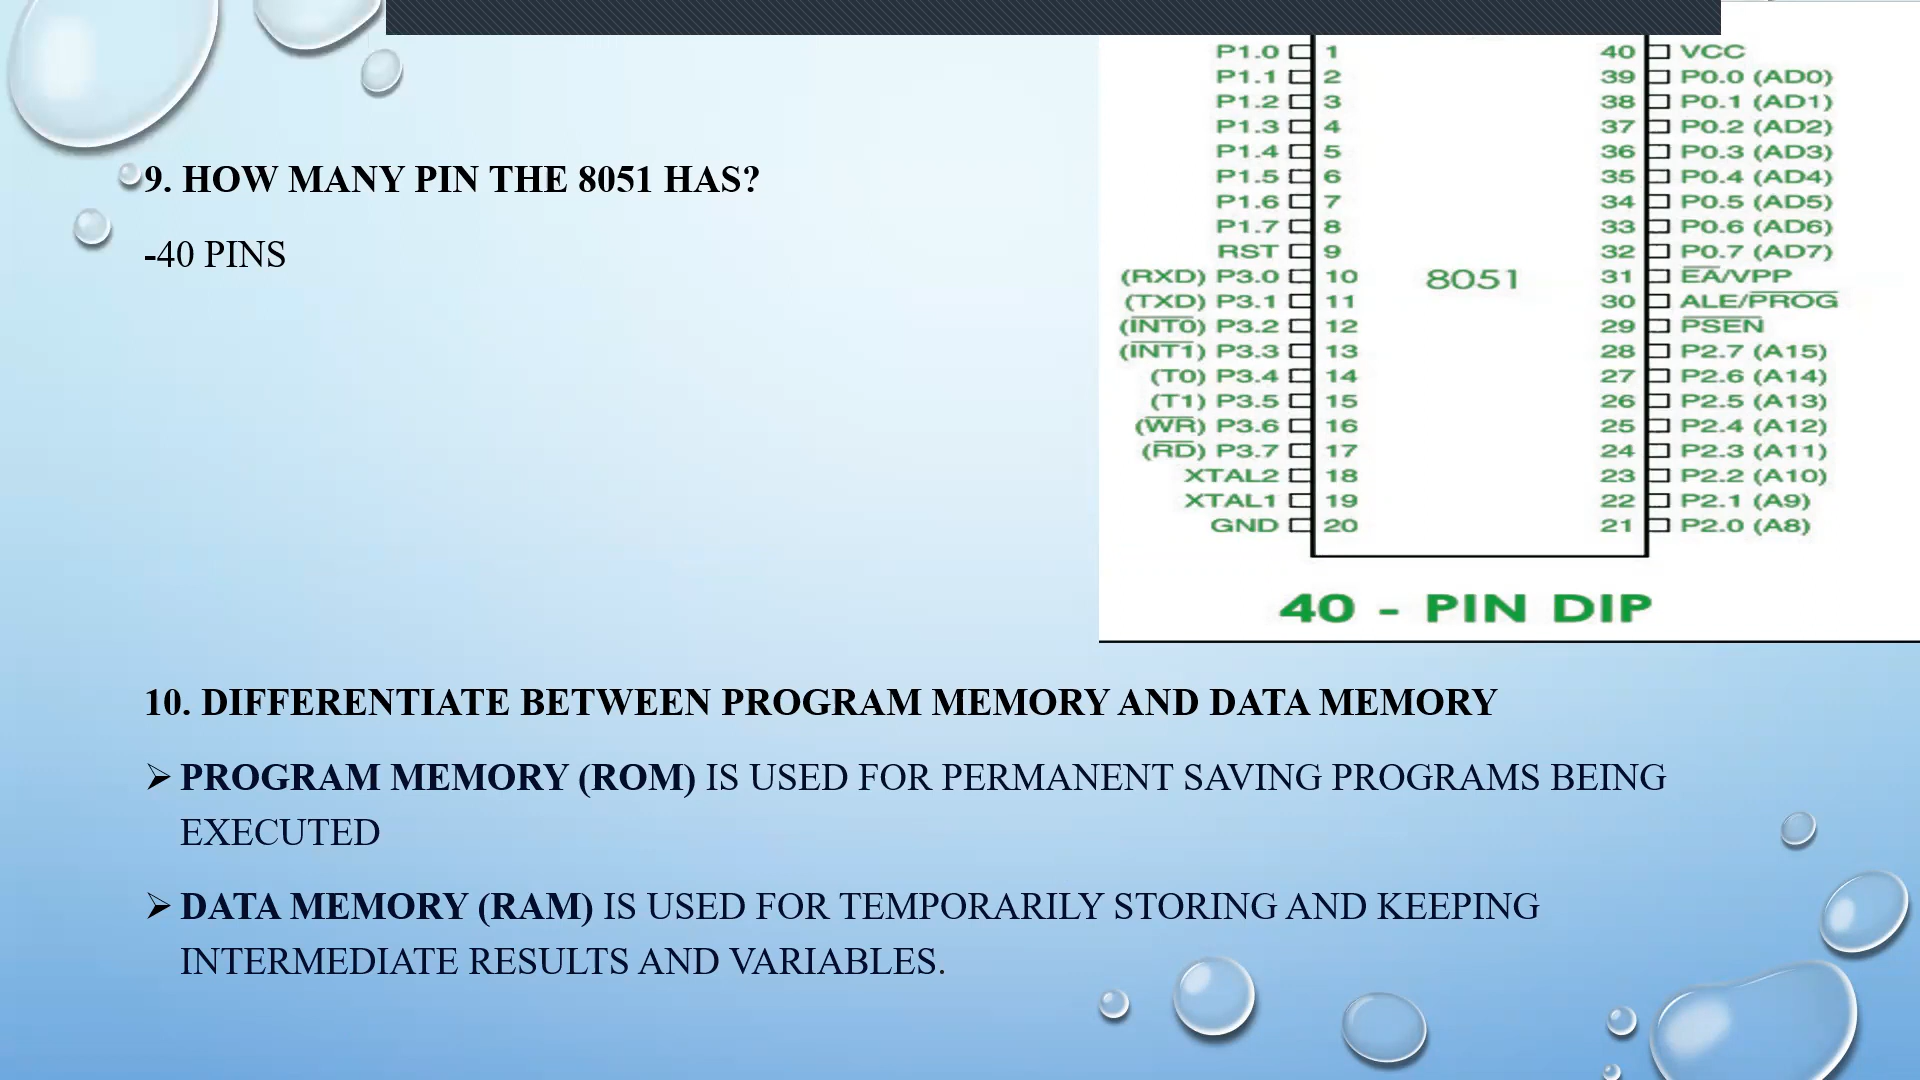 9. HOW MANY PIN THE 8051 HAS?
-40 PINS
P1.0 1 40 VCC
P1.1 2 39 P0.0 (AD0)
P1.2 3 38 P0.1 (AD1)
P1.3 4 37 P0.2 (AD2)
P1.4 5 36 P0.3 (AD3)
P1.5 6 35 P0.4 (AD4)
P1.6 7 34 P0.5 (AD5)
P1.7 8 33 P0.6 (AD6)
RST 9 32 P0.7 (AD7)
(RXD) P3.0 10 8051 31 E̅A̅/VPP
(TXD) P3.1 11 30 ALE/P̅R̅O̅G̅
(I̅N̅T̅0̅) P3.2 12 29 P̅S̅E̅N̅
(I̅N̅T̅1̅) P3.3 13 28 P2.7 (A15)
(T0) P3.4 14 27 P2.6 (A14)
(T1) P3.5 15 26 P2.5 (A13)
(W̅R̅) P3.6 16 25 P2.4 (A12)
(R̅D̅) P3.7 17 24 P2.3 (A11)
XTAL2 18 23 P2.2 (A10)
XTAL1 19 22 P2.1 (A9)
GND 20 21 P2.0 (A8)
40 - PIN DIP
10. DIFFERENTIATE BETWEEN PROGRAM MEMORY AND DATA MEMORY
➢ PROGRAM MEMORY (ROM) IS USED FOR PERMANENT SAVING PROGRAMS BEING
EXECUTED
➢ DATA MEMORY (RAM) IS USED FOR TEMPORARILY STORING AND KEEPING
INTERMEDIATE RESULTS AND VARIABLES.